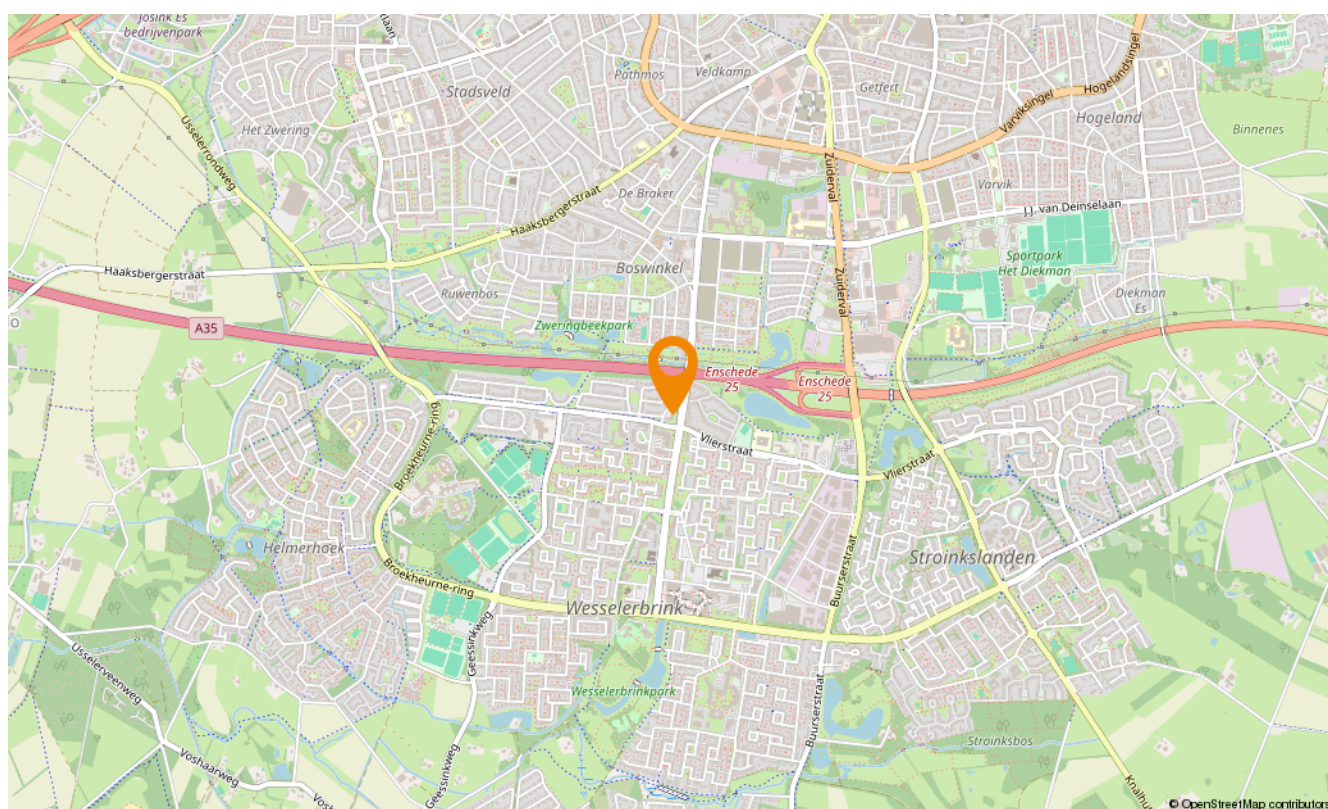 Josink Es
bedrijvenpark
Pathmos
Veldkamp
Getfert
Hogelandsingel
Stadsveld
Varviksingel
Hogeland
Binnenes
Het Zwering
Usselerrondweg
De Braker
Zuiderval
Varvik
J.J. van Deinselaan
Haaksbergerstraat
Haaksbergerstraat
Boswinkel
Sportpark
Het Diekman
Ruwenbos
Zuiderval
Diekman
Es
A35
Zweringbeekpark
Enschede
25
Enschede
25
Broekheurne-ring
Vlierstraat
Vlierstraat
Helmerhoek
Stroinkslanden
Broekheurne-ring
Buurserstraat
Wesselerbrink
Geessinkweg
Usselerveenweg
Wesselerbrinkpark
Buurserstraat
Stroinksbos
Voshaarweg
Geessinkweg
© OpenStreetMap contributors